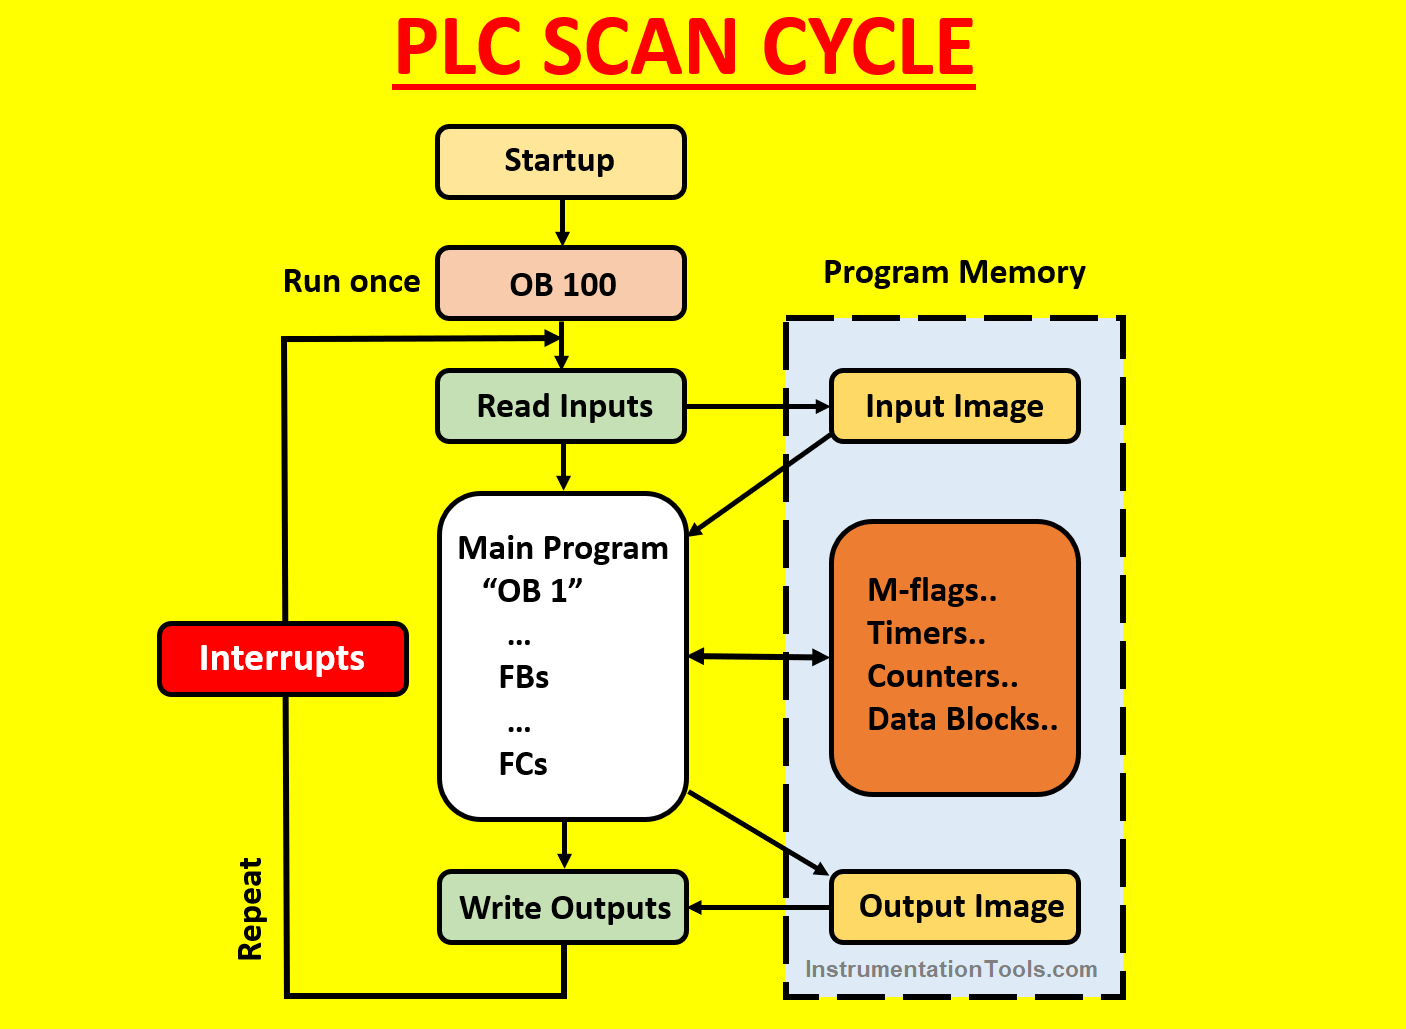 PLC SCAN CYCLE
Startup
Run once
OB 100
Program Memory
Read Inputs
Input Image
Main Program
“OB 1”
...
FBs
...
FCs
M-flags..
Timers..
Counters..
Data Blocks..
Interrupts
Repeat
Write Outputs
Output Image
InstrumentationTools.com